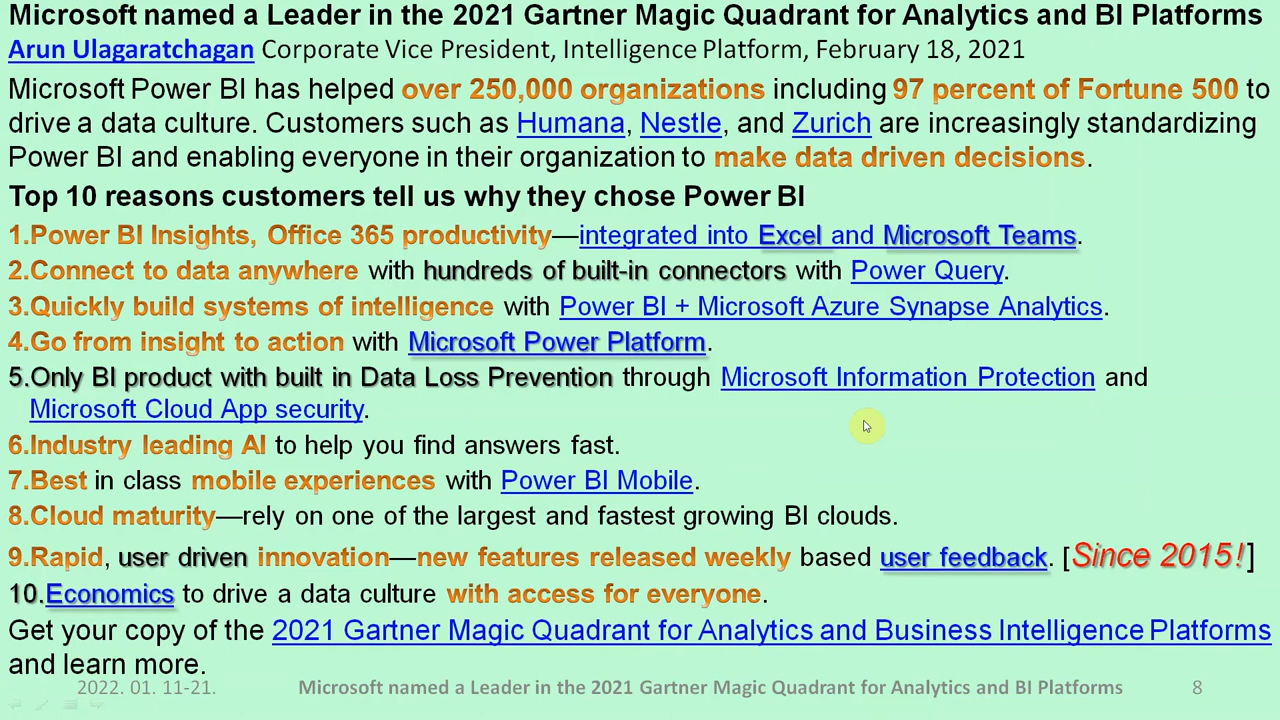 Microsoft named a Leader in the 2021 Gartner Magic Quadrant for Analytics and BI Platforms
Arun Ulagaratchagan Corporate Vice President, Intelligence Platform, February 18, 2021
Microsoft Power BI has helped over 250,000 organizations including 97 percent of Fortune 500 to
drive a data culture. Customers such as Humana, Nestle, and Zurich are increasingly standardizing
Power BI and enabling everyone in their organization to make data driven decisions.
Top 10 reasons customers tell us why they chose Power BI
1.Power BI Insights, Office 365 productivity—integrated into Excel and Microsoft Teams.
2.Connect to data anywhere with hundreds of built-in connectors with Power Query.
3.Quickly build systems of intelligence with Power BI + Microsoft Azure Synapse Analytics.
4.Go from insight to action with Microsoft Power Platform.
5.Only BI product with built in Data Loss Prevention through Microsoft Information Protection and
Microsoft Cloud App security.
6.Industry leading AI to help you find answers fast.
7.Best in class mobile experiences with Power BI Mobile.
8.Cloud maturity—rely on one of the largest and fastest growing BI clouds.
9.Rapid, user driven innovation—new features released weekly based user feedback. [Since 2015!]
10.Economics to drive a data culture with access for everyone.
Get your copy of the 2021 Gartner Magic Quadrant for Analytics and Business Intelligence Platforms
and learn more.
2022. 01. 11-21. Microsoft named a Leader in the 2021 Gartner Magic Quadrant for Analytics and BI Platforms 8